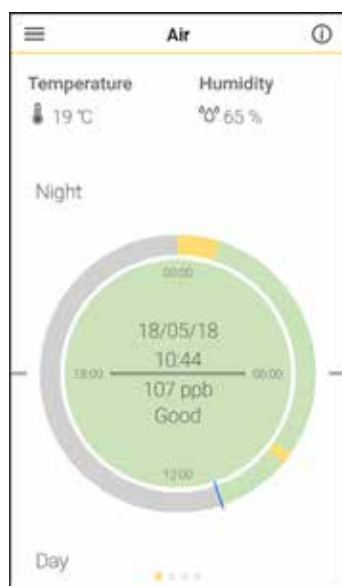 Air
Temperature Humidity
19 °C 65 %
Night
00:00
18/05/18
10:44
18:00 06:00
107 ppb
Good
12:00
Day